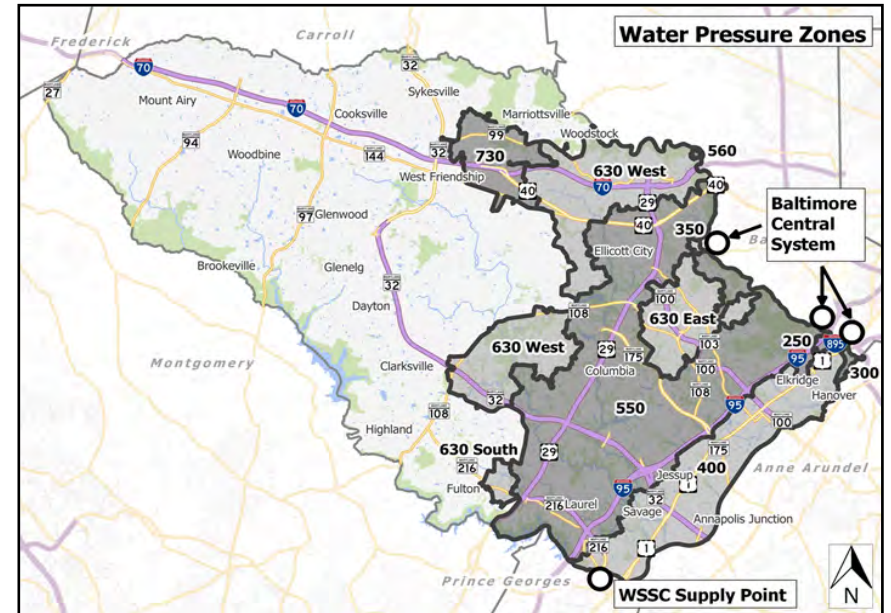 Water Pressure Zones
Frederick
Carroll
70
32
27
Mount Airy
70
Sykesville
Cooksville
Marriottsville
99
Woodstock
94
Woodbine
144
32
730
560
630 West
West Friendship
70
40
29
40
Baltimore
Central
System
97
Glenwood
40
350
Ellicott City
Ba
Brookeville
Glenelg
32
100
Dayton
108
630 East
Montgomery
630 West
29
175
103
250
895
95
1
300
Clarksville
Columbia
100
Elkridge
32
108
Hanover
108
550
95
100
Highland
630 South
29
175
216
400
Anne Arundel
Fulton
Jessup
1
95
32
216
Laurel
Savage
Annapolis Junction
216
1
Prince Georges
WSSC Supply Point
N